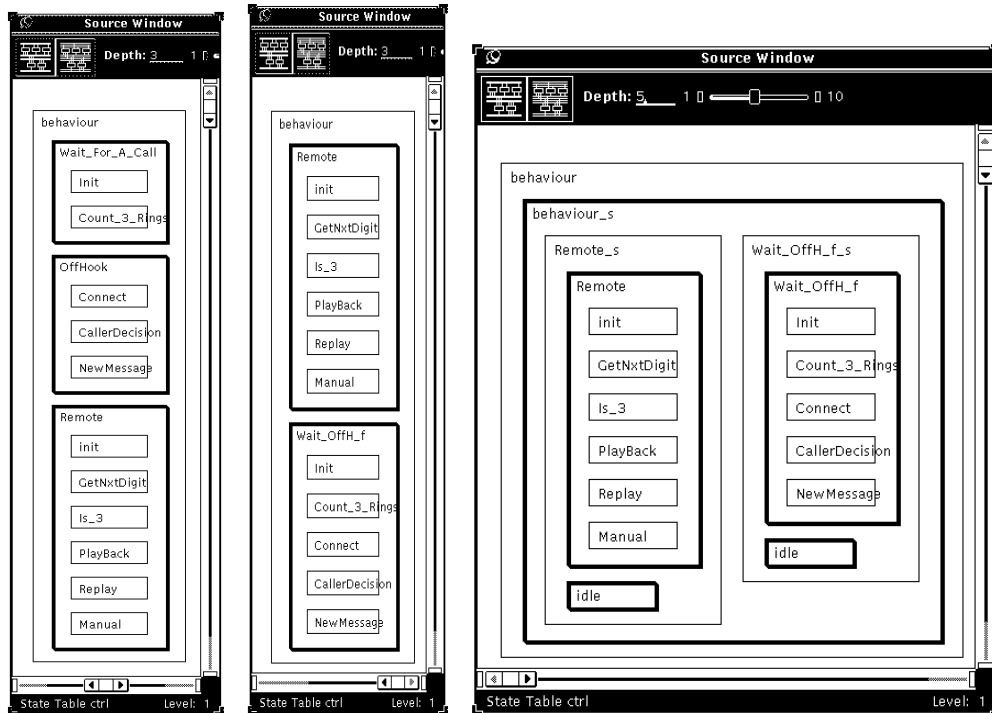 Source Window
Depth: 3 1
behaviour
Wait_For_A_Call
Init
Count_3_Rings
OffHook
Connect
CallerDecision
NewMessage
Remote
init
GetNxtDigit
Is_3
PlayBack
Replay
Manual
State Table ctrl Level: 1
Source Window
Depth: 3 1
behaviour
Remote
init
GetNxtDigit
Is_3
PlayBack
Replay
Manual
Wait_OffH_f
Init
Count_3_Rings
Connect
CallerDecision
NewMessage
State Table ctrl Level: 1
Source Window
Depth: 5 1 10
behaviour
behaviour_s
Remote_s
Remote
init
GetNxtDigit
Is_3
PlayBack
Replay
Manual
idle
Wait_OffH_f_s
Wait_OffH_f
Init
Count_3_Rings
Connect
CallerDecision
NewMessage
idle
State Table ctrl Level: 1